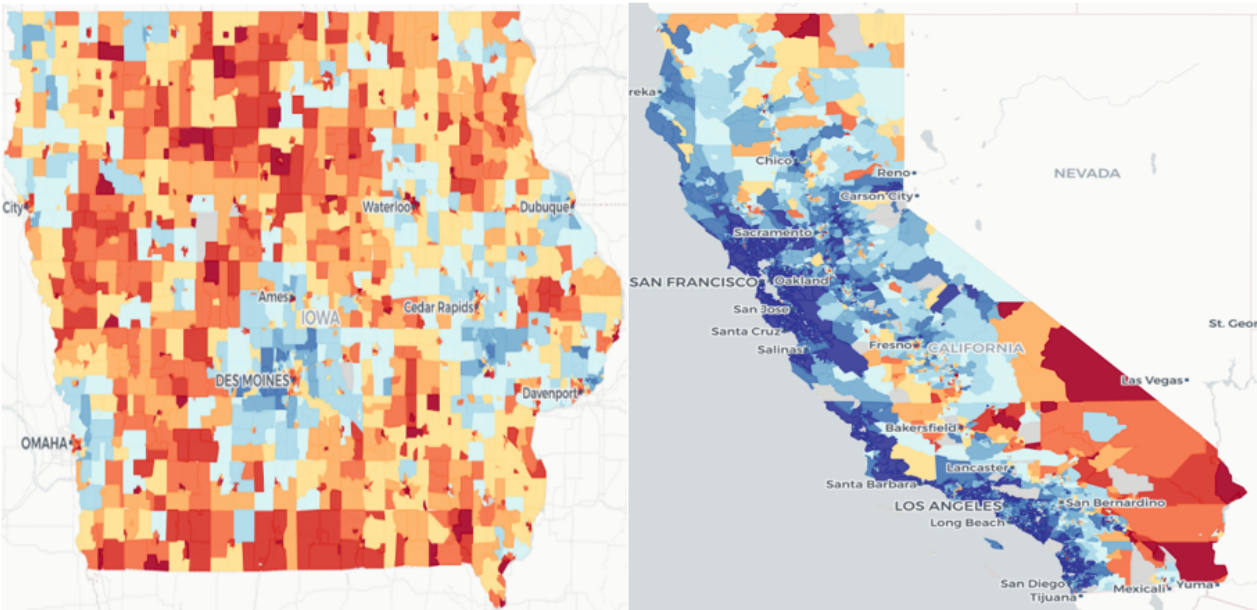 City
Waterloo
Dubuque
Ames
IOWA
Cedar Rapids
DES MOINES
Davenport
OMAHA
reka
Chico
Reno
Carson City
NEVADA
Sacramento
SAN FRANCISCO
Oakland
San Jose
Santa Cruz
Salinas
Fresno
CALIFORNIA
St. Geor
Las Vegas
Bakersfield
Lancaster
Santa Barbara
San Bernardino
LOS ANGELES
Long Beach
San Diego
Tijuana
Mexicali
Yuma